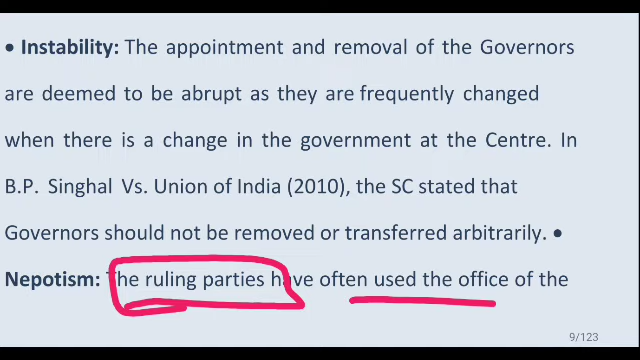 • Instability: The appointment and removal of the Governors
are deemed to be abrupt as they are frequently changed
when there is a change in the government at the Centre. In
B.P. Singhal Vs. Union of India (2010), the SC stated that
Governors should not be removed or transferred arbitrarily. •
Nepotism: The ruling parties have often used the office of the
9/123